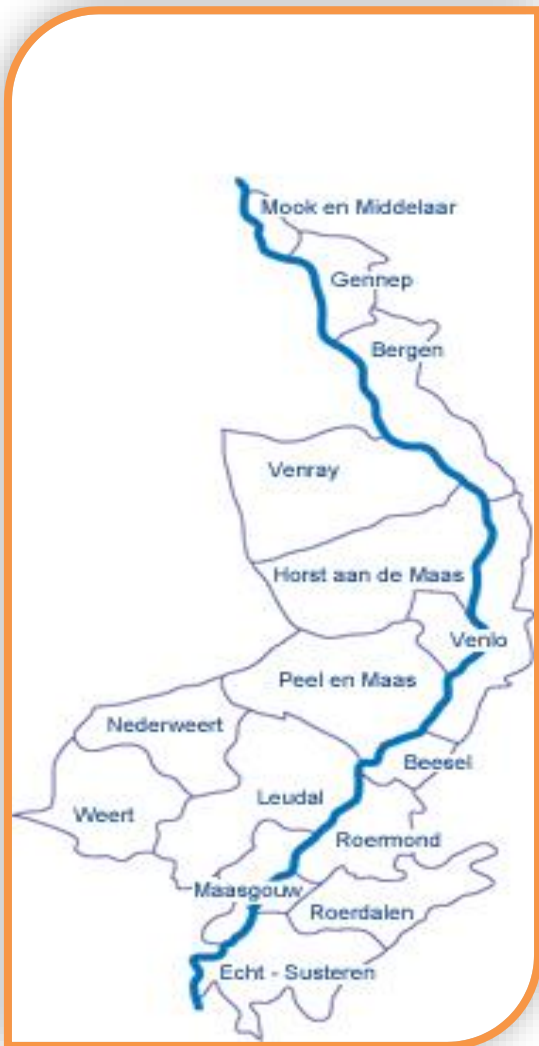 Mook en Middelaar
Gennep
Bergen
Venray
Horst aan de Maas
Venlo
Peel en Maas
Nederweert
Beesel
Leudal
Weert
Roermond
Maasgouw
Roerdalen
Echt - Susteren